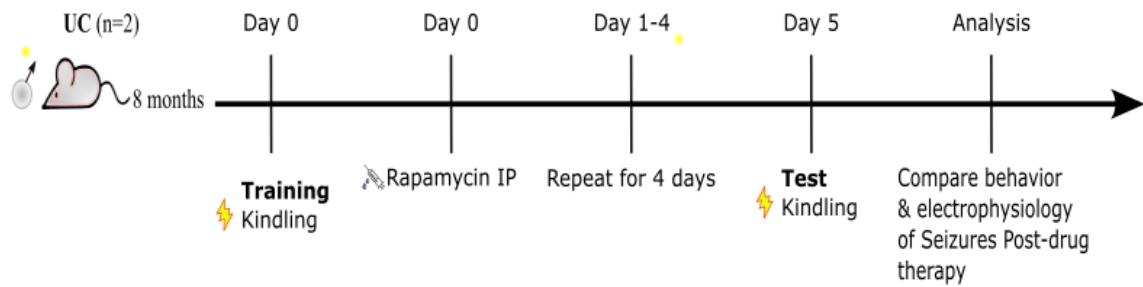 UC (n=2)
Day 0
Day 0
Day 1-4
Day 5
Analysis
8 months
Training
Kindling
Rapamycin IP
Repeat for 4 days
Test
Kindling
Compare behavior
& electrophysiology
of Seizures Post-drug
therapy